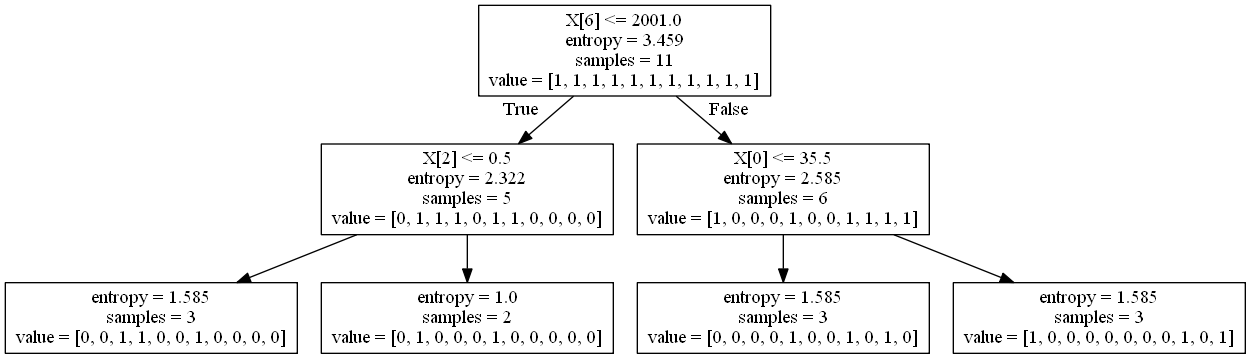 X[6] <= 2001.0
entropy = 3.459
samples = 11
value = [1, 1, 1, 1, 1, 1, 1, 1, 1, 1, 1]
True
False
X[2] <= 0.5
entropy = 2.322
samples = 5
value = [0, 1, 1, 1, 0, 1, 1, 0, 0, 0, 0]
X[0] <= 35.5
entropy = 2.585
samples = 6
value = [1, 0, 0, 0, 1, 0, 0, 1, 1, 1, 1]
entropy = 1.585
samples = 3
value = [0, 0, 1, 1, 0, 0, 1, 0, 0, 0, 0]
entropy = 1.0
samples = 2
value = [0, 1, 0, 0, 0, 1, 0, 0, 0, 0, 0]
entropy = 1.585
samples = 3
value = [0, 0, 0, 0, 1, 0, 0, 1, 0, 1, 0]
entropy = 1.585
samples = 3
value = [1, 0, 0, 0, 0, 0, 0, 0, 1, 0, 1]